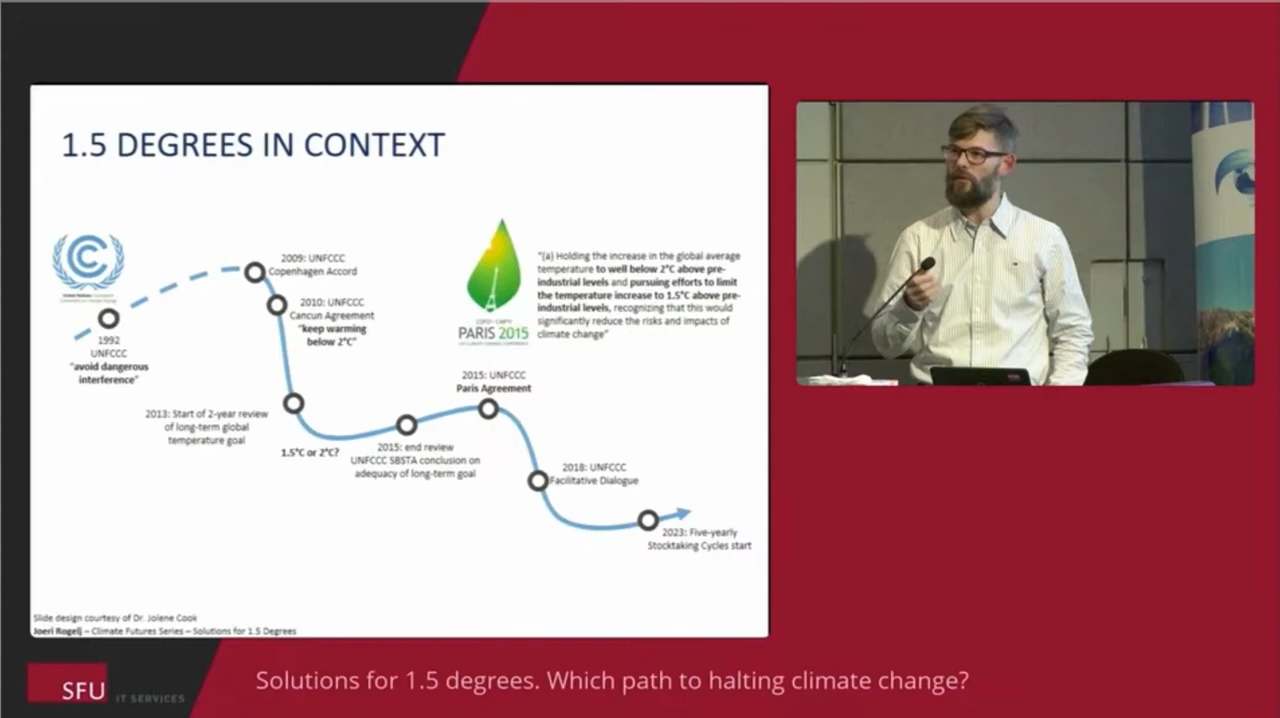 1.5 DEGREES IN CONTEXT
1992
UNFCCC
"avoid dangerous
interference"
2009: UNFCCC
Copenhagen Accord
2010: UNFCCC
Cancun Agreement
"keep warming
below 2°C"
2013: Start of 2-year review
of long-term global
temperature goal
1.5°C or 2°C?
2015: end review
UNFCCC SBSTA conclusion on
adequacy of long-term goal
PARIS 2015
2015: UNFCCC
Paris Agreement
"(a) Holding the increase in the global average
temperature to well below 2°C above pre-
industrial levels and pursuing efforts to limit
the temperature increase to 1.5°C above pre-
industrial levels, recognizing that this would
significantly reduce the risks and impacts of
climate change"
2018: UNFCCC
Facilitative Dialogue
2023: Five-yearly
Stocktaking Cycles start
Slide design courtesy of Dr. Jolene Cook
Joeri Rogelj – Climate Futures Series – Solutions for 1.5 Degrees
SFU IT SERVICES
Solutions for 1.5 degrees. Which path to halting climate change?